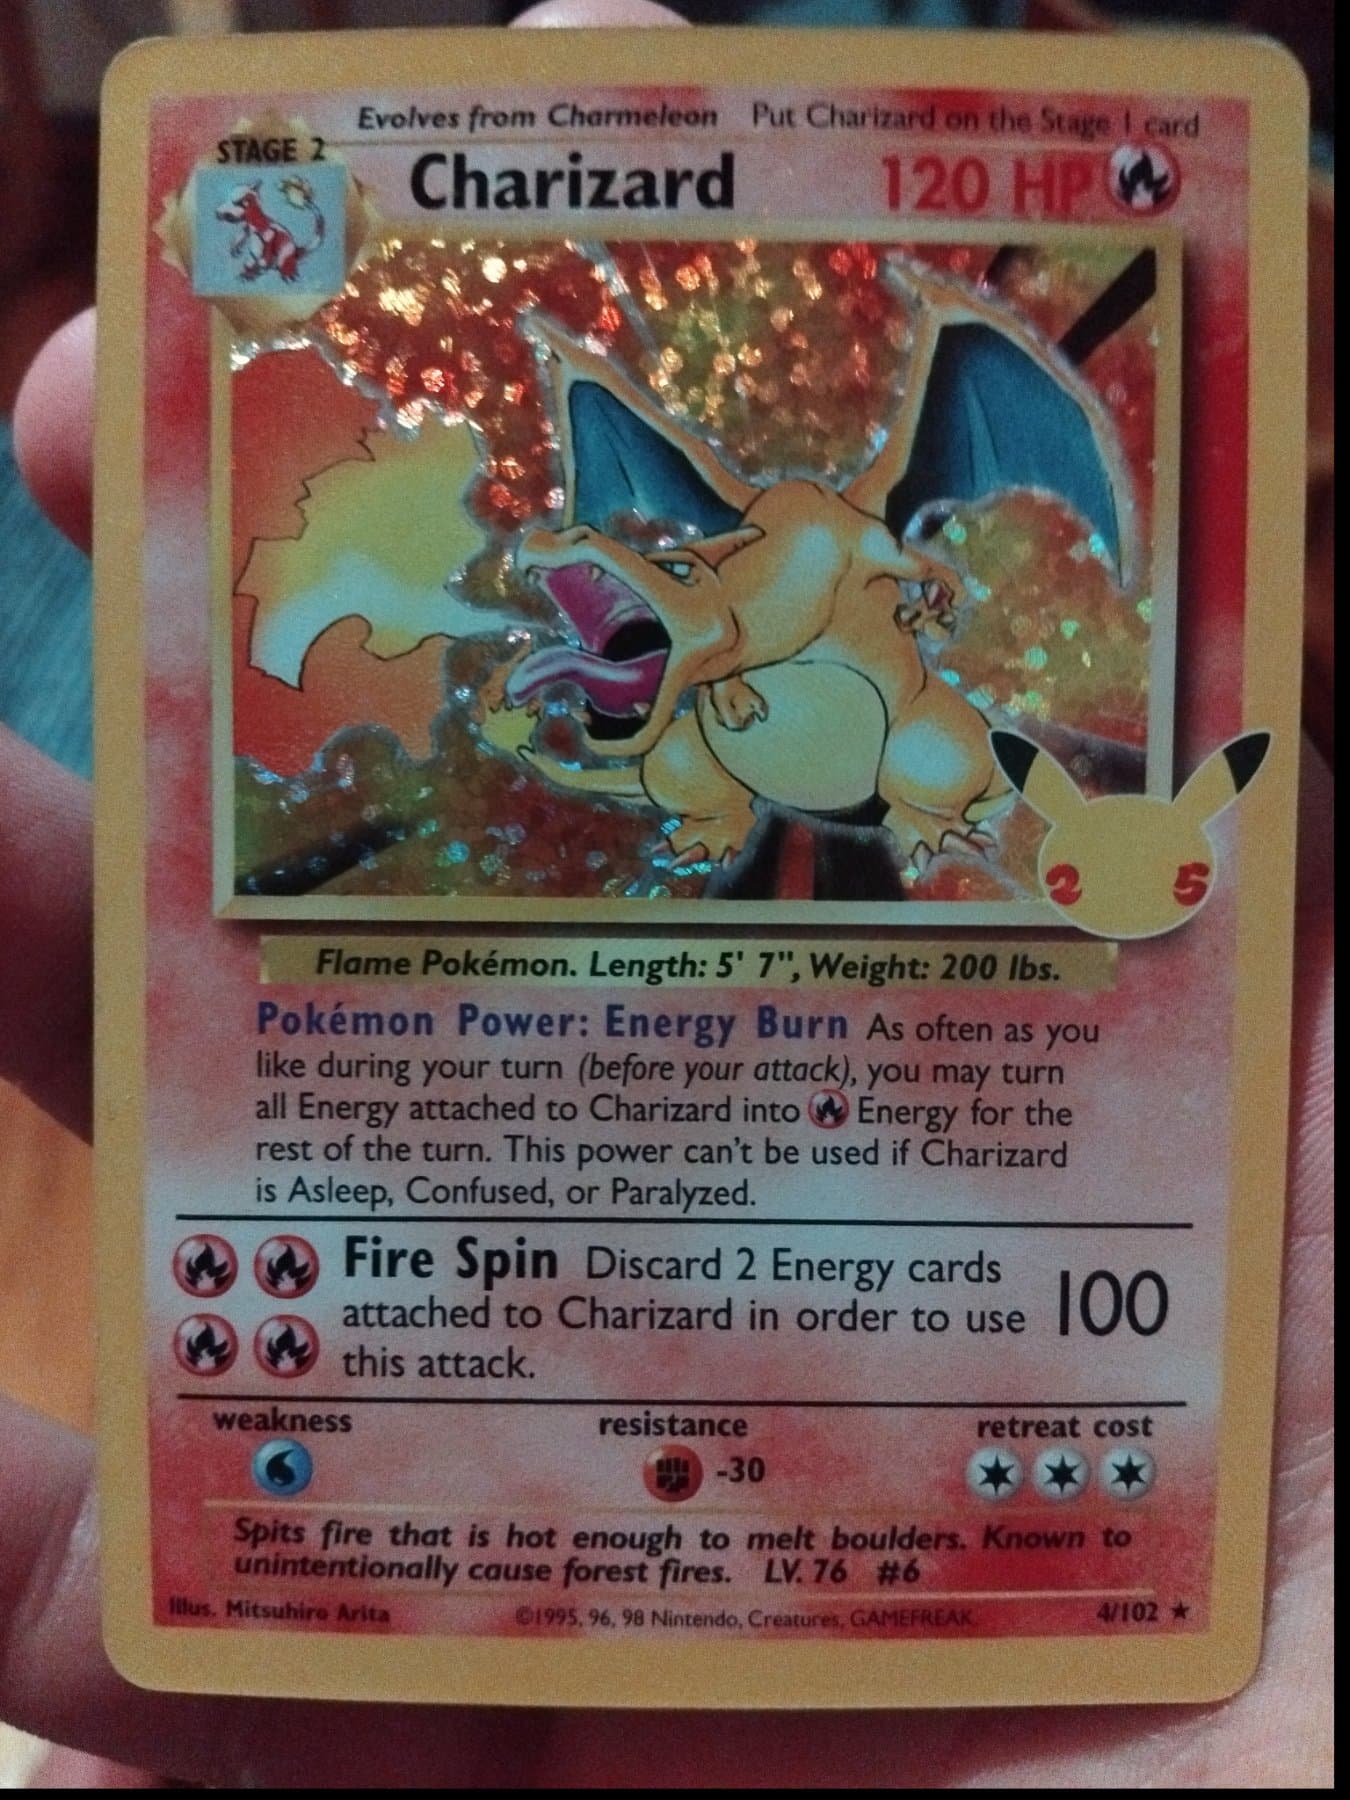 Evolves from Charmeleon Put Charizard on the Stage 1 card
STAGE 2
Charizard 120 HP
25
Flame Pokémon. Length: 5' 7", Weight: 200 lbs.
Pokémon Power: Energy Burn As often as you
like during your turn (before your attack), you may turn
all Energy attached to Charizard into Energy for the
rest of the turn. This power can't be used if Charizard
is Asleep, Confused, or Paralyzed.
Fire Spin Discard 2 Energy cards
attached to Charizard in order to use 100
this attack.
weakness resistance retreat cost
-30
Spits fire that is hot enough to melt boulders. Known to
unintentionally cause forest fires. LV. 76 #6
Illus. Mitsuhiro Arita ©1995, 96, 98 Nintendo, Creatures, GAMEFREAK. 4/102 ★